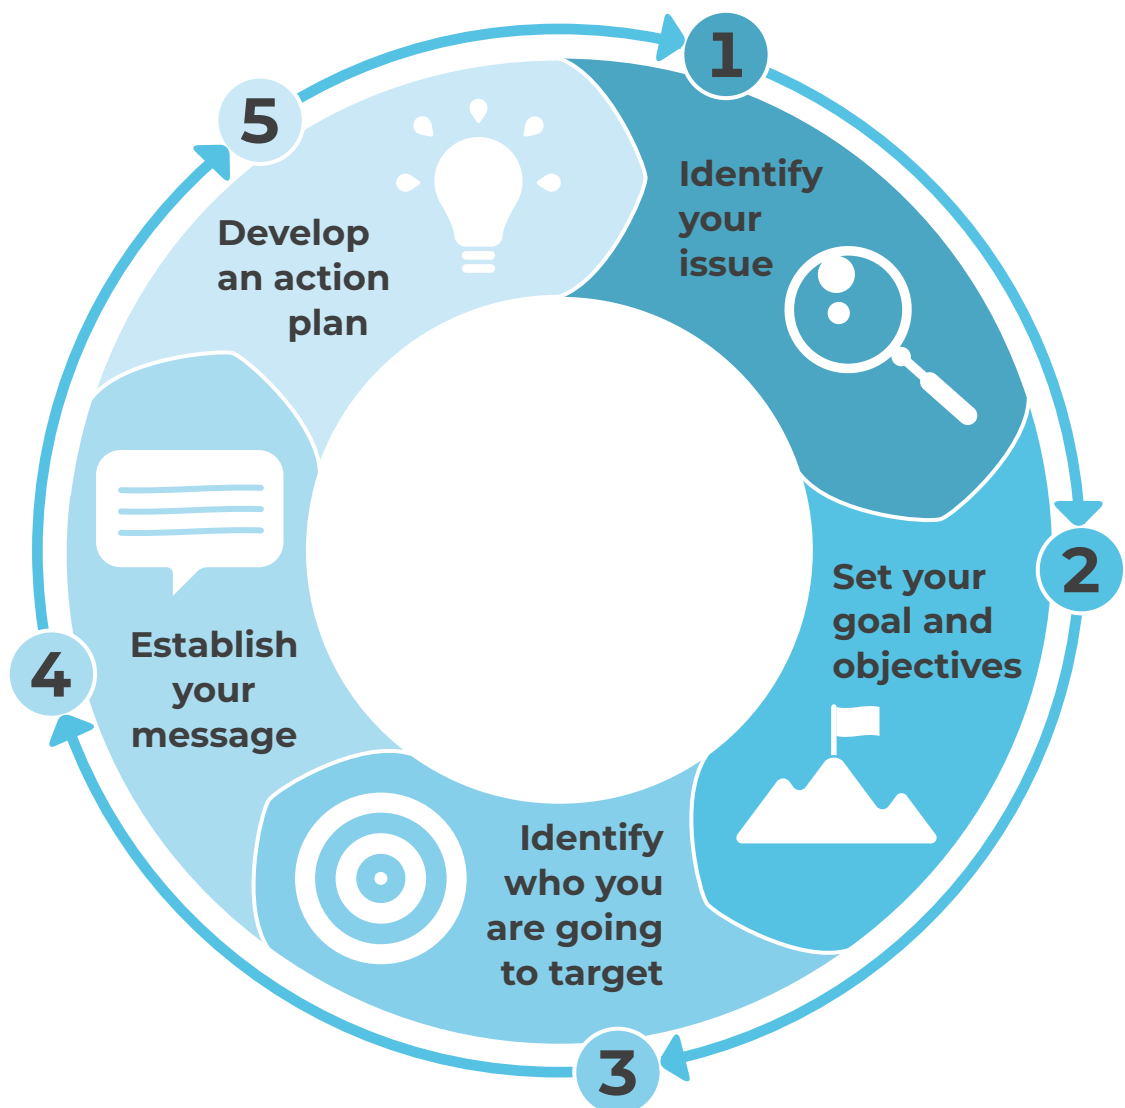 1
Identify
your
issue
2
Set your
goal and
objectives
3
Identify
who you
are going
to target
4
Establish
your
message
5
Develop
an action
plan